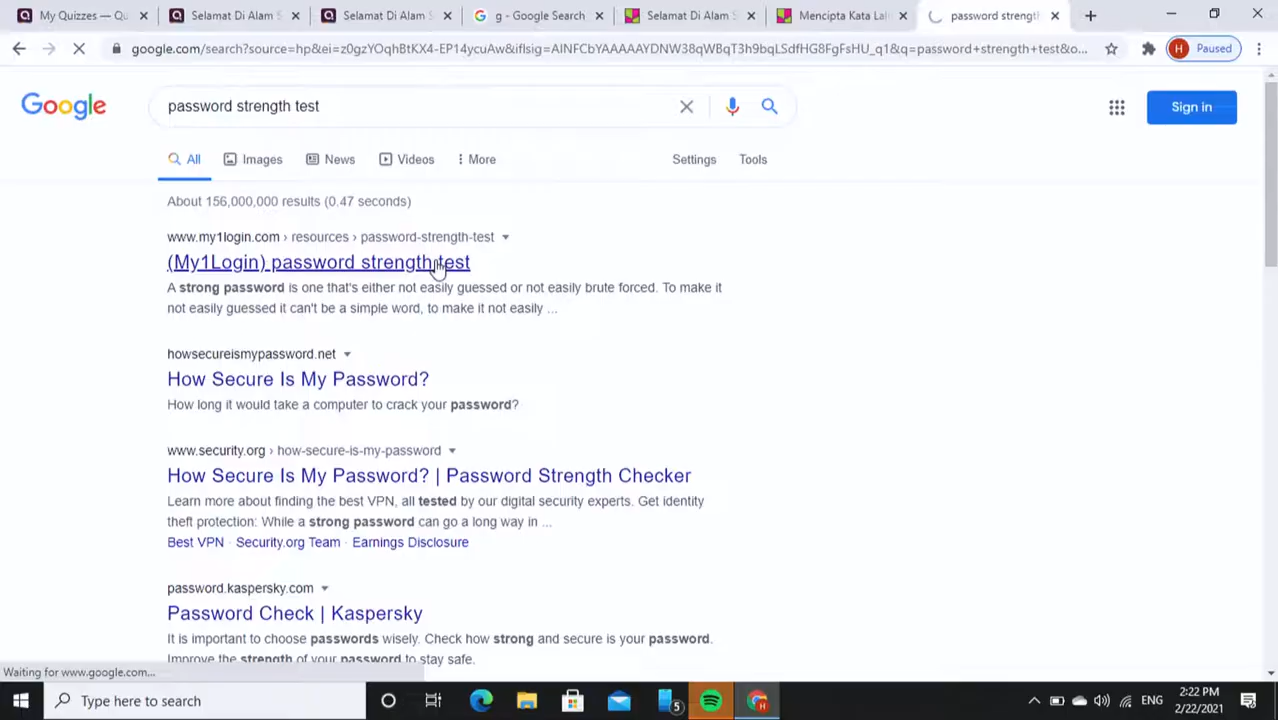 My Quizzes — Qu
Selamat Di Alam S
Selamat Di Alam S
g - Google Search
Selamat Di Alam S
Mencipta Kata Lal
password strengt
google.com/search?source=hp&ei=z0gzYOqhBtKX4-EP14ycuAw&iflsig=AINFCbYAAAAAYDNW38qWBqT3h9bqLSdfHG8FgFsHU_q1&q=password+strength+test&o...
H Paused
Google
password strength test
Sign in
All Images News Videos More Settings Tools
About 156,000,000 results (0.47 seconds)
www.my1login.com › resources › password-strength-test
(My1Login) password strength test
A strong password is one that's either not easily guessed or not easily brute forced. To make it
not easily guessed it can't be a simple word, to make it not easily ...
howsecureismypassword.net
How Secure Is My Password?
How long it would take a computer to crack your password?
www.security.org › how-secure-is-my-password
How Secure Is My Password? | Password Strength Checker
Learn more about finding the best VPN, all tested by our digital security experts. Get identity
theft protection: While a strong password can go a long way in ...
Best VPN · Security.org Team · Earnings Disclosure
password.kaspersky.com
Password Check | Kaspersky
It is important to choose passwords wisely. Check how strong and secure is your password.
Improve the strength of your password to stay safe.
Waiting for www.google.com...
Type here to search
5
H
ENG
2:22 PM
2/22/2021